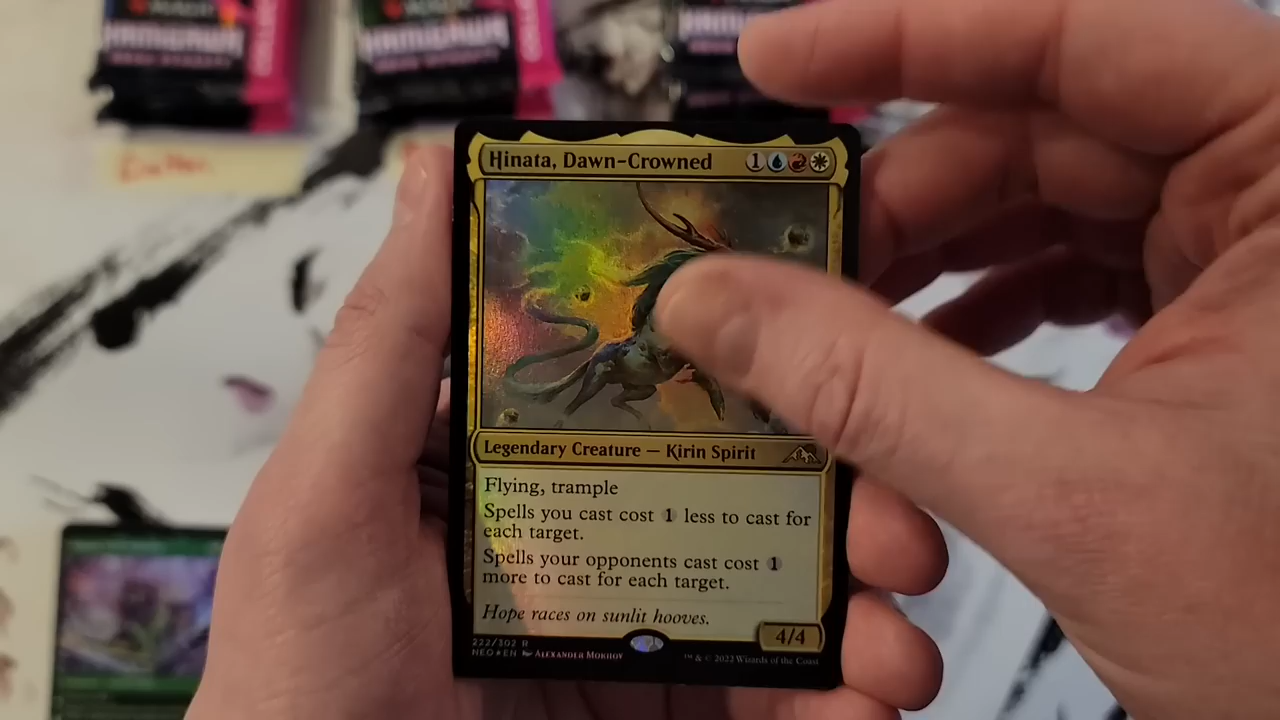 Hinata, Dawn-Crowned 1
Legendary Creature — Kirin Spirit
Flying, trample
Spells you cast cost 1 less to cast for
each target.
Spells your opponents cast cost 1
more to cast for each target.
Hope races on sunlit hooves.
4/4
222/302 R
NEO★EN Alexander Mokhov
™ & © 2022 Wizards of the Coast